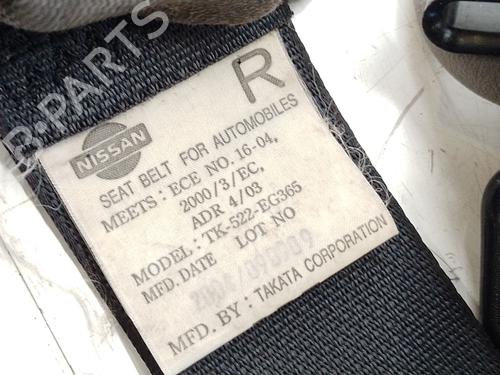 B-PARTS
R
NISSAN
SEAT BELT FOR AUTOMOBILES
MEETS : ECE NO. 16-04,
2000/3/EC,
ADR 4/03
MODEL : TK-522-EG365
MFD. DATE LOT NO
MFD. BY : TAKATA CORPORATION